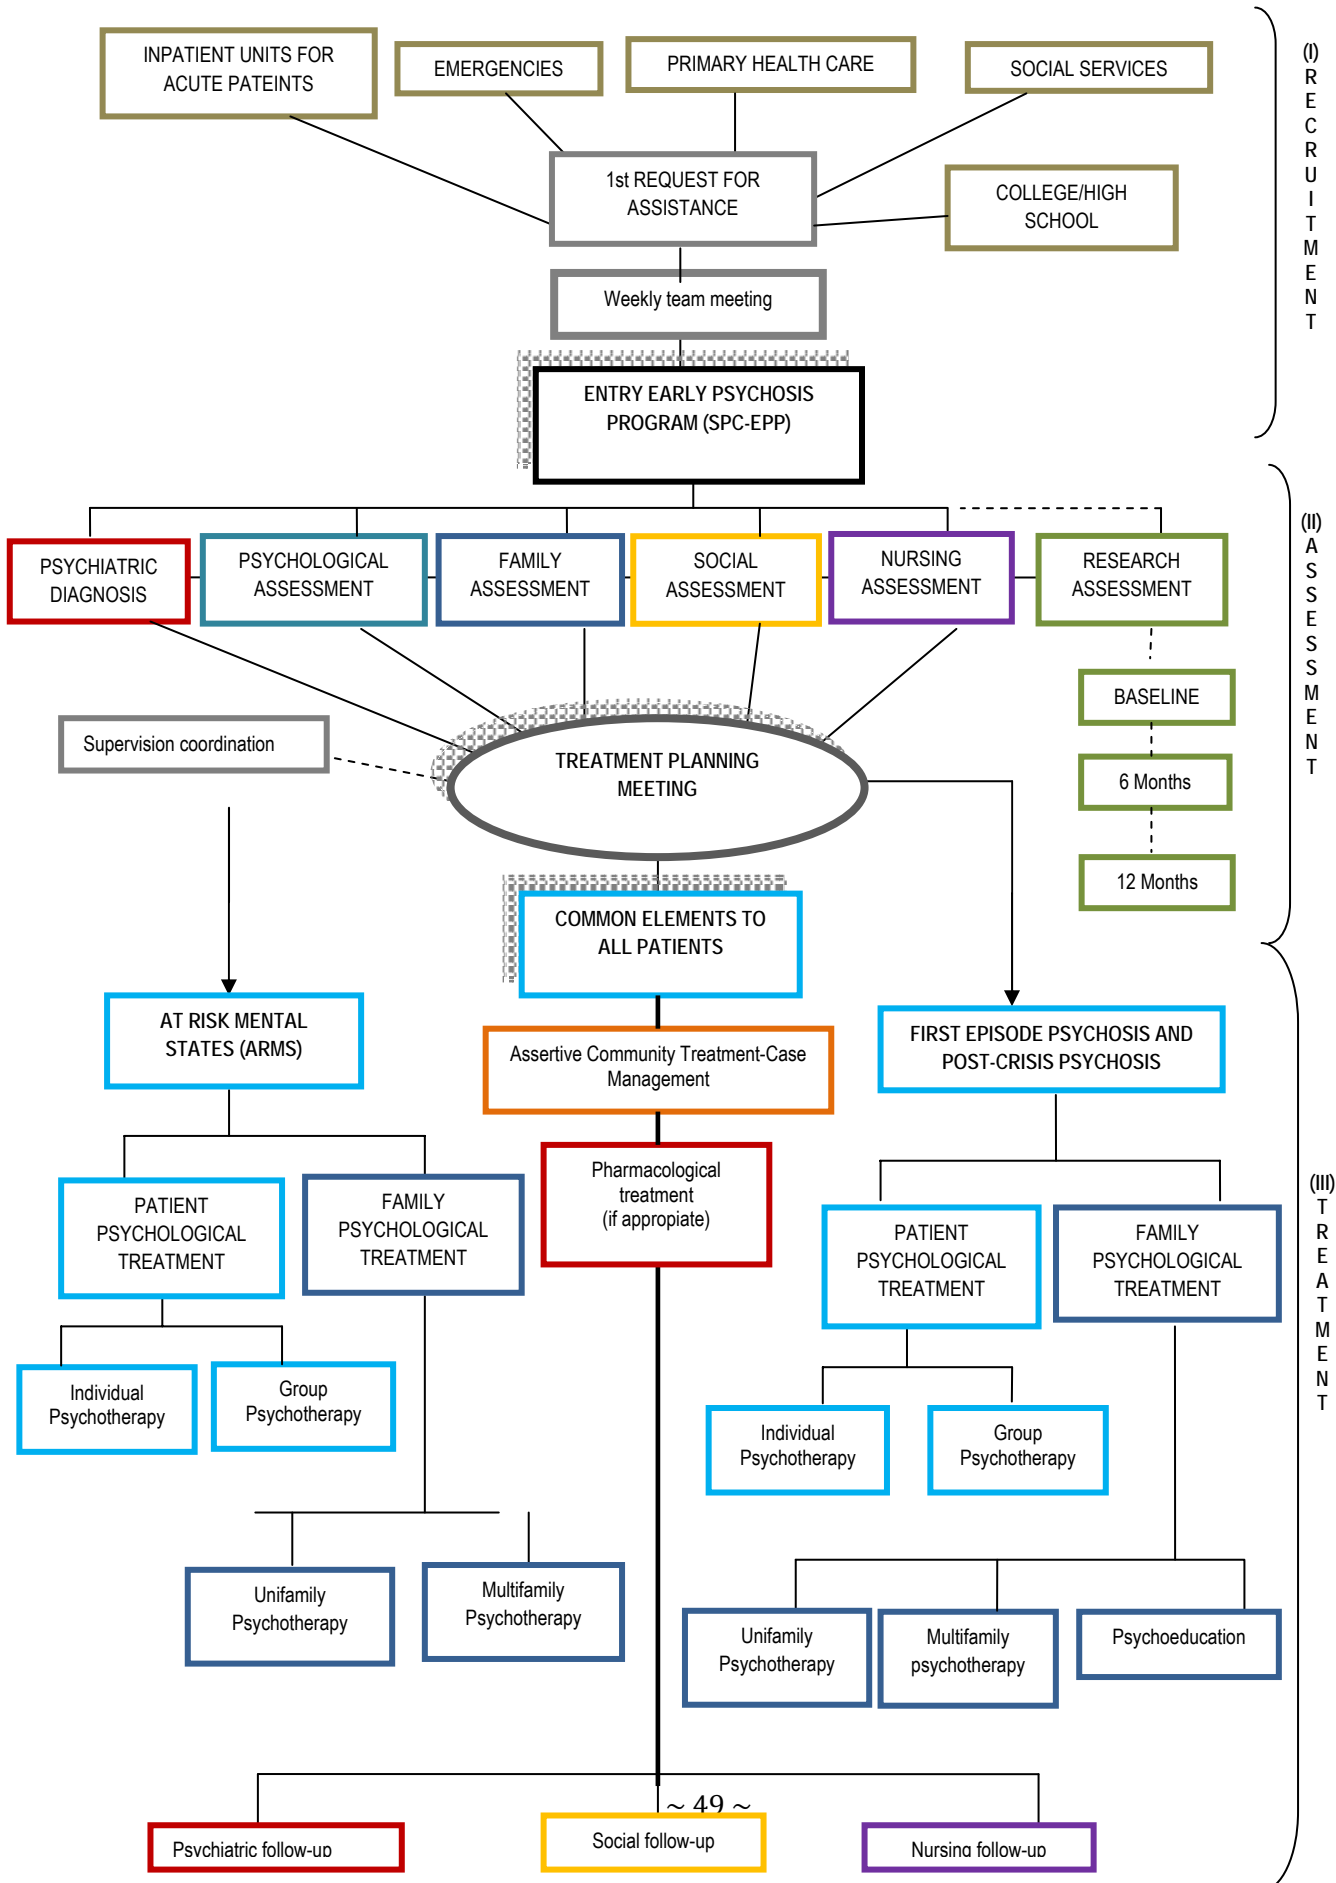 INPATIENT UNITS FOR
ACUTE PATEINTS
EMERGENCIES
PRIMARY HEALTH CARE
SOCIAL SERVICES
1st REQUEST FOR
ASSISTANCE
COLLEGE/HIGH
SCHOOL
Weekly team meeting
ENTRY EARLY PSYCHOSIS
PROGRAM (SPC-EPP)
(I)
R
E
C
R
U
I
T
M
E
N
T
PSYCHIATRIC
DIAGNOSIS
PSYCHOLOGICAL
ASSESSMENT
FAMILY
ASSESSMENT
SOCIAL
ASSESSMENT
NURSING
ASSESSMENT
RESEARCH
ASSESSMENT
BASELINE
6 Months
12 Months
Supervision coordination
TREATMENT PLANNING
MEETING
(II)
A
S
S
E
S
S
M
E
N
T
COMMON ELEMENTS TO
ALL PATIENTS
AT RISK MENTAL
STATES (ARMS)
Assertive Community Treatment-Case
Management
FIRST EPISODE PSYCHOSIS AND
POST-CRISIS PSYCHOSIS
Pharmacological
treatment
(if appropiate)
PATIENT
PSYCHOLOGICAL
TREATMENT
FAMILY
PSYCHOLOGICAL
TREATMENT
PATIENT
PSYCHOLOGICAL
TREATMENT
FAMILY
PSYCHOLOGICAL
TREATMENT
(III)
T
R
E
A
T
M
E
N
T
Individual
Psychotherapy
Group
Psychotherapy
Individual
Psychotherapy
Group
Psychotherapy
Unifamily
Psychotherapy
Multifamily
Psychotherapy
Unifamily
Psychotherapy
Multifamily
psychotherapy
Psychoeducation
~ 49 ~
Psychiatric follow-up
Social follow-up
Nursing follow-up